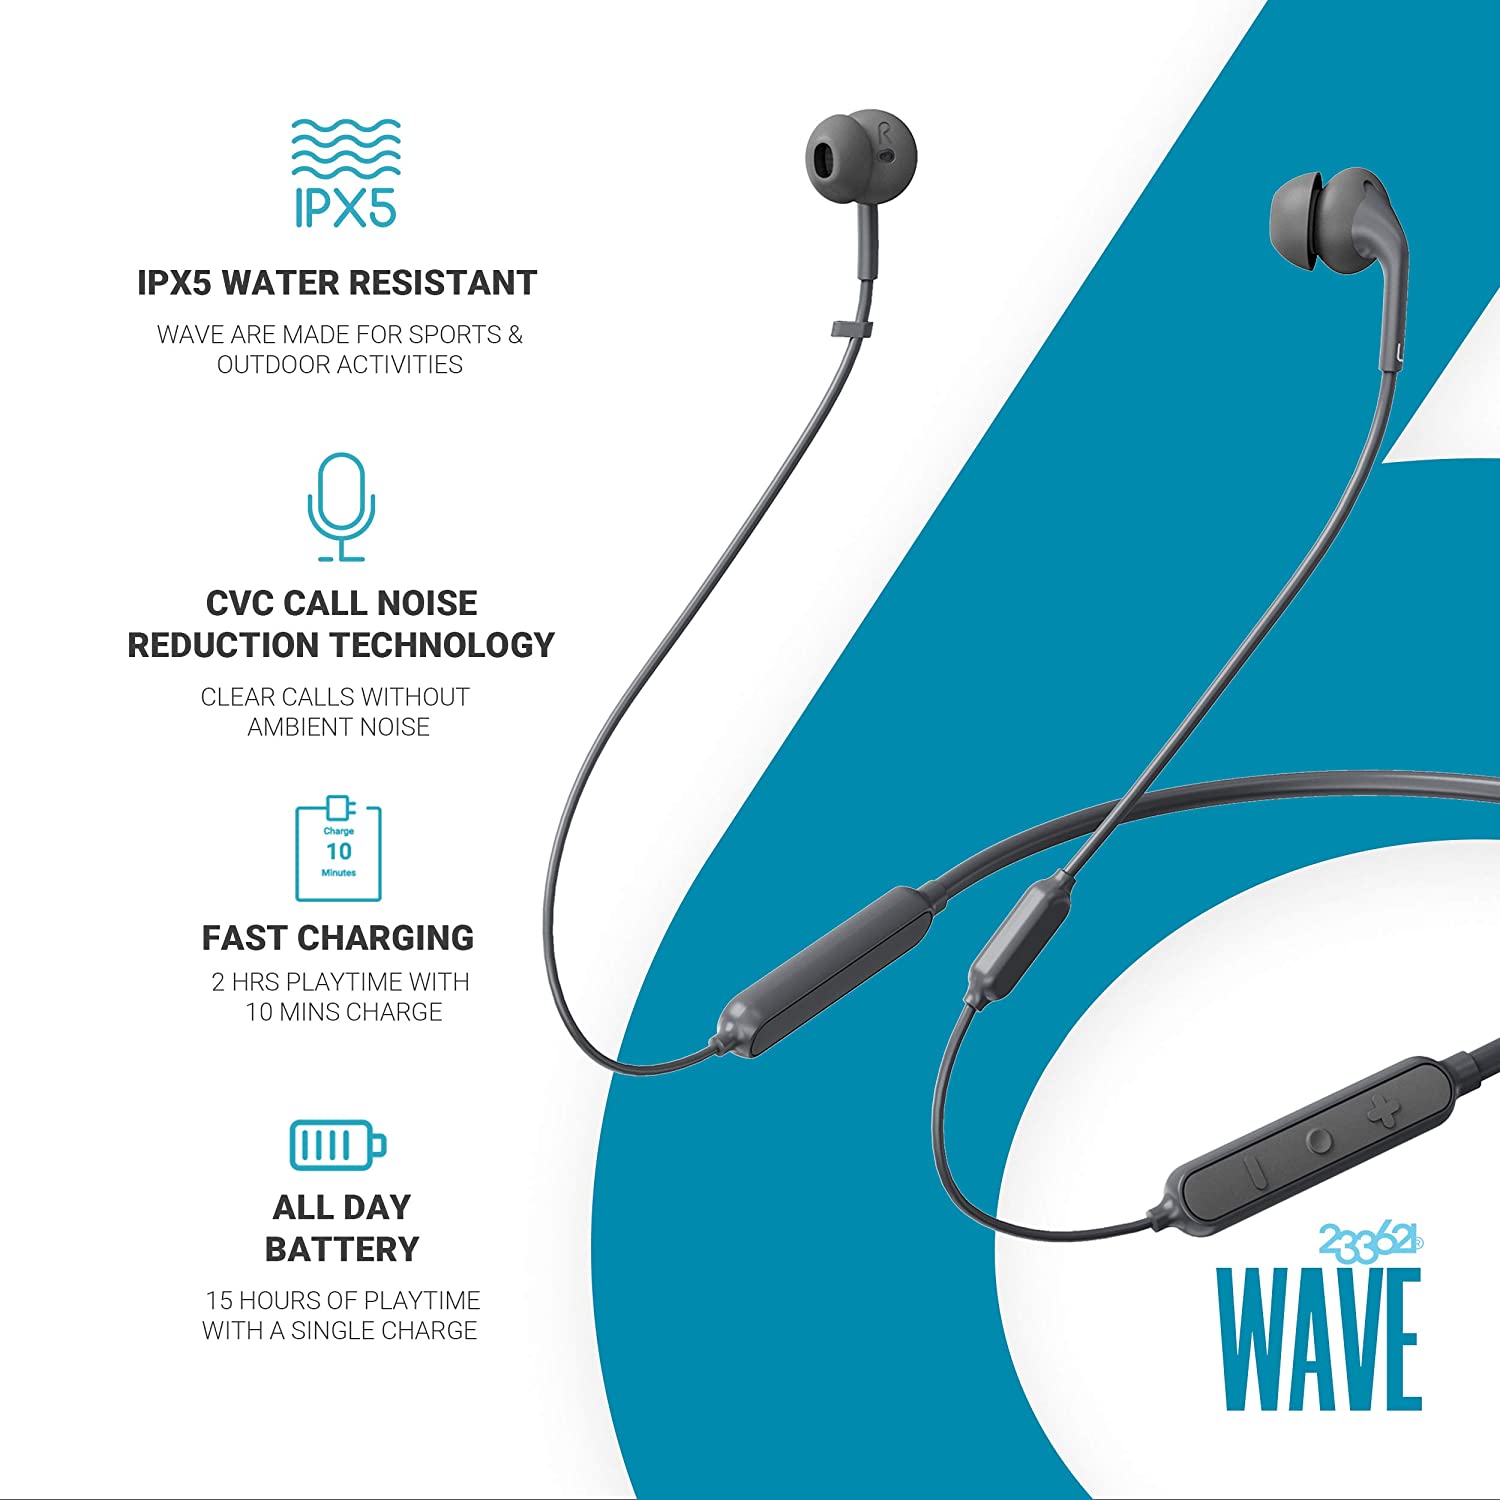 IPX5
IPX5 WATER RESISTANT
WAVE ARE MADE FOR SPORTS &
OUTDOOR ACTIVITIES
CVC CALL NOISE
REDUCTION TECHNOLOGY
CLEAR CALLS WITHOUT
AMBIENT NOISE
Charge
10
Minutes
FAST CHARGING
2 HRS PLAYTIME WITH
10 MINS CHARGE
ALL DAY
BATTERY
15 HOURS OF PLAYTIME
WITH A SINGLE CHARGE
R
233621®
WAVE